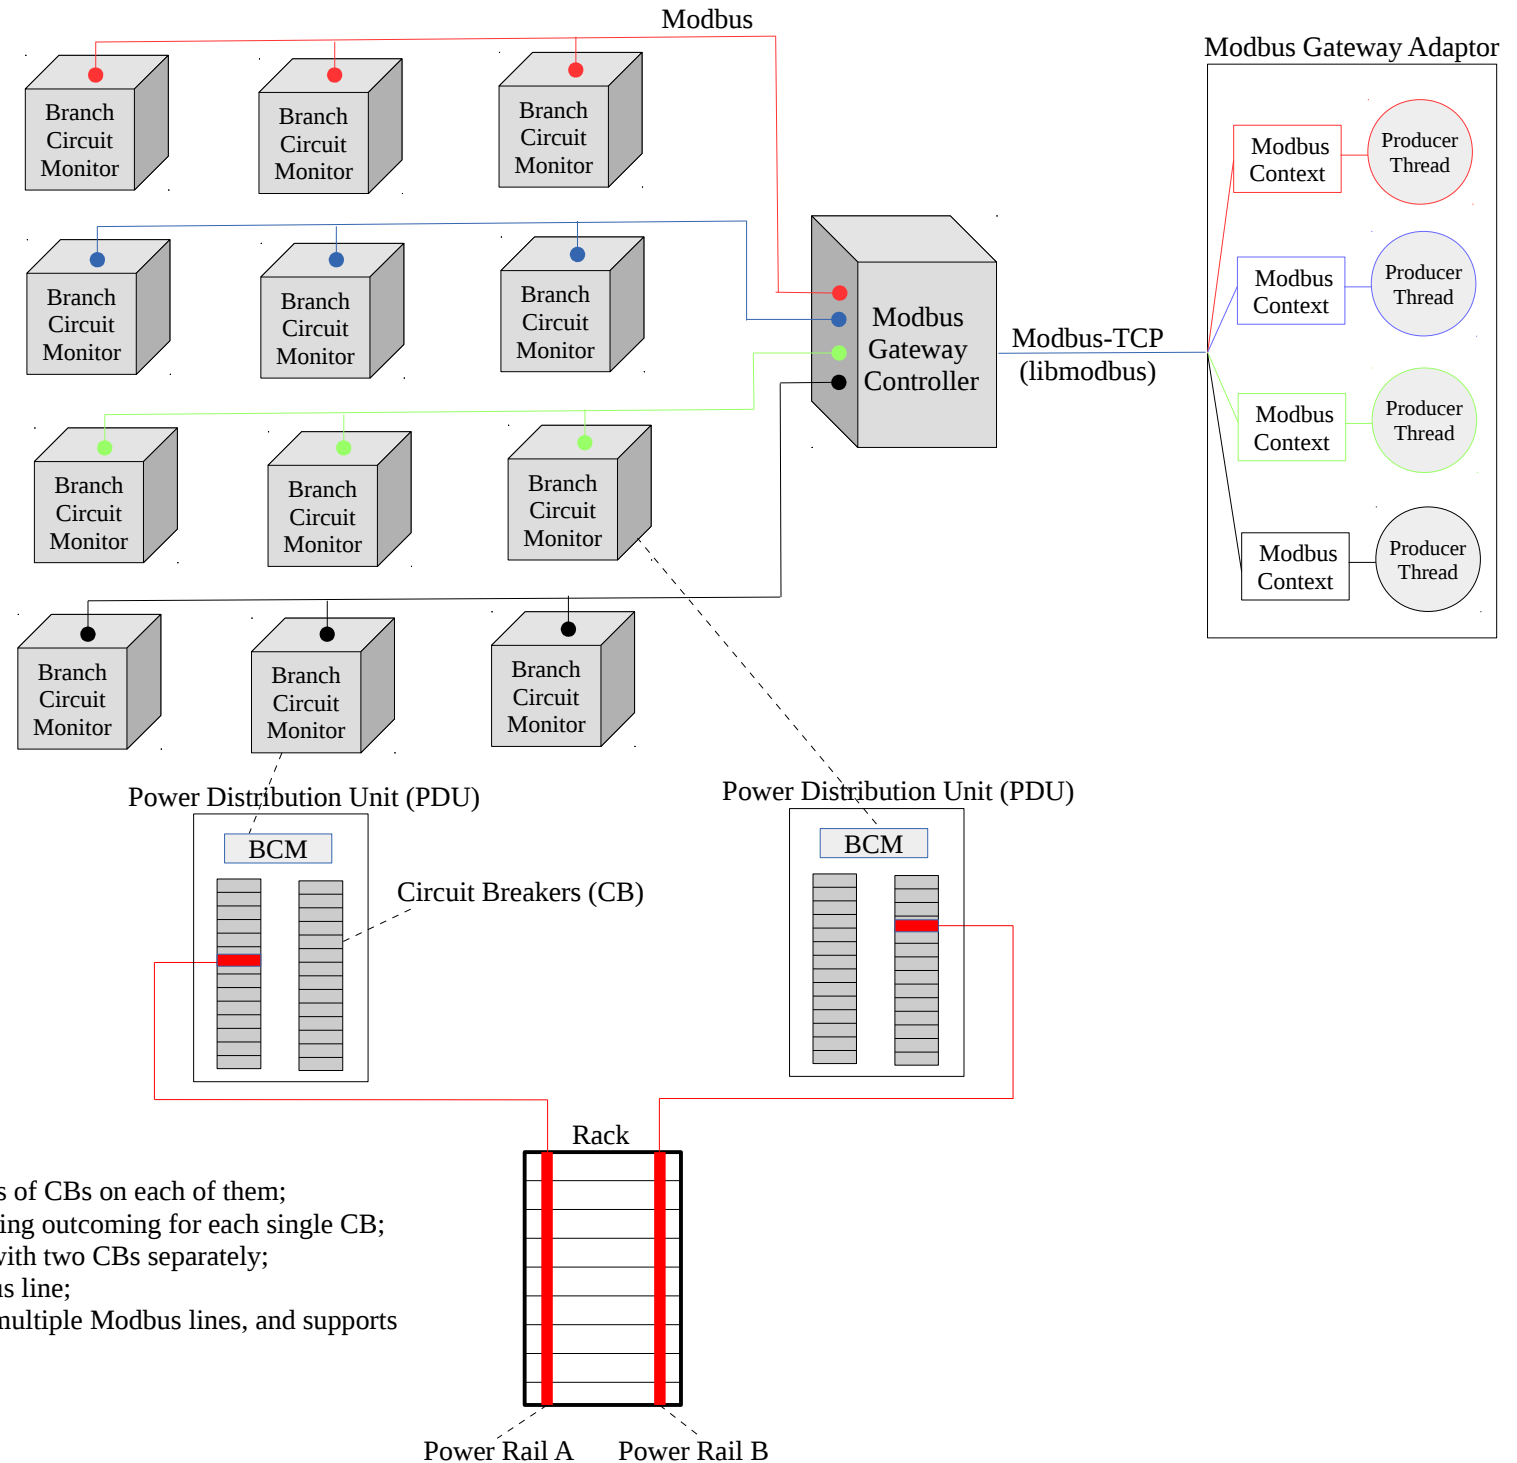 Modbus
Modbus Gateway Adaptor
Branch
Circuit
Monitor
Branch
Circuit
Monitor
Branch
Circuit
Monitor
Modbus
Context
Producer
Thread
Branch
Circuit
Monitor
Branch
Circuit
Monitor
Branch
Circuit
Monitor
Modbus
Context
Producer
Thread
Modbus
Gateway
Controller
Modbus-TCP
(libmodbus)
Branch
Circuit
Monitor
Branch
Circuit
Monitor
Branch
Circuit
Monitor
Modbus
Context
Producer
Thread
Modbus
Context
Producer
Thread
Branch
Circuit
Monitor
Branch
Circuit
Monitor
Branch
Circuit
Monitor
Power Distribution Unit (PDU)
Power Distribution Unit (PDU)
BCM
BCM
Circuit Breakers (CB)
Rack
s of CBs on each of them;
ing outcoming for each single CB;
with two CBs separately;
us line;
multiple Modbus lines, and supports
Power Rail A
Power Rail B